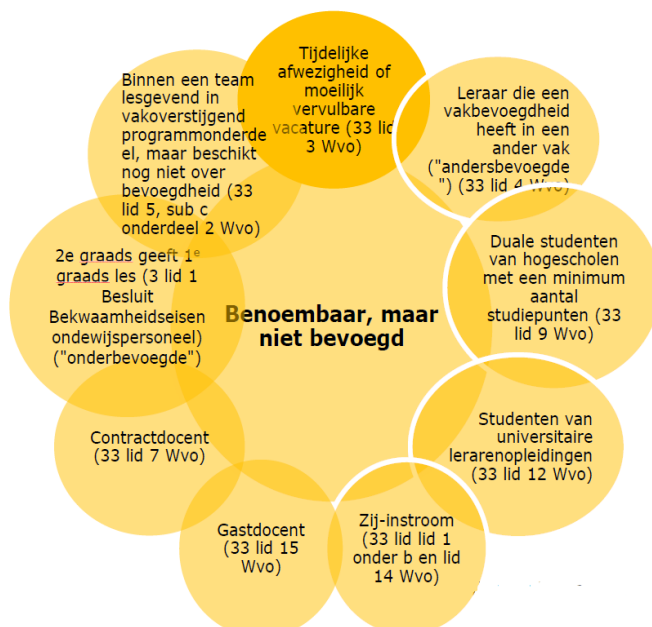 Tijdelijke
afwezigheid of
moeilijk
vervulbare
vacature (33 lid
3 Wvo)
Leraar die een
vakbevoegdheid
heeft in een
ander vak
("andersbevoegde
") (33 lid 4 Wvo)
Duale studenten
van hogescholen
met een minimum
aantal
studiepunten (33
lid 9 Wvo)
Studenten van
universitaire
lerarenopleidingen
(33 lid 12 Wvo)
Zij-instroom
(33 lid lid 1
onder b en lid
14 Wvo)
Gastdocent
(33 lid 15
Wvo)
Contractdocent
(33 lid 7 Wvo)
2e graads geeft 1e
graads les (3 lid 1
Besluit
Bekwaamheidseisen
ondewijspersoneel)
("onderbevoegde")
Binnen een team
lesgevend in
vakoverstijgend
programmonderde
el, maar beschikt
nog niet over
bevoegdheid (33
lid 5, sub c
onderdeel 2 Wvo)
Benoembaar, maar
niet bevoegd